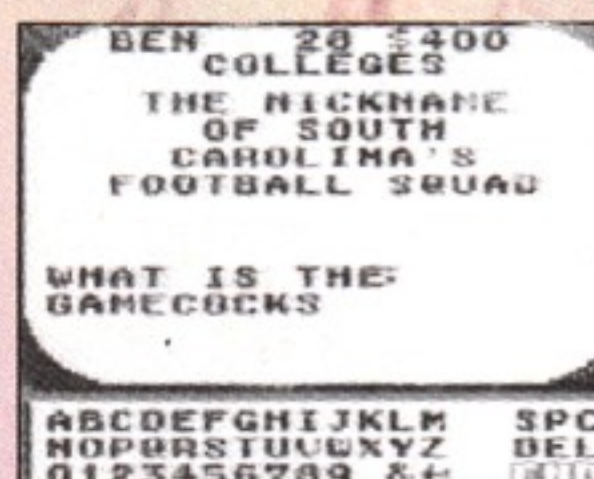 BEN 20 $400
COLLEGES
THE NICKNAME
OF SOUTH
CAROLINA'S
FOOTBALL SQUAD
WHAT IS THE
GAMECOCKS
ABCDEFGHIJKLM SPC
NOPQRSTUVWXYZ DEL
0123456789 &